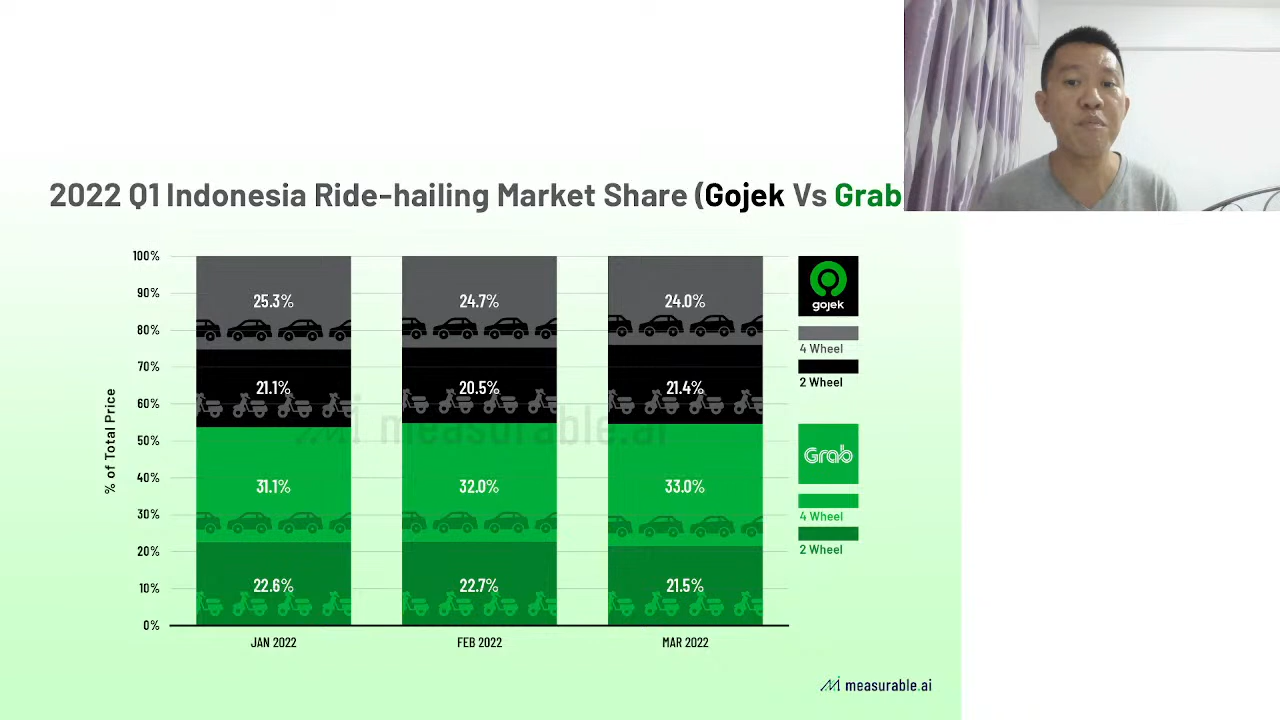 2022 Q1 Indonesia Ride-hailing Market Share (Gojek Vs Grab
100%
90%
80%
70%
60%
50%
40%
30%
20%
10%
0%
% of Total Price
25.3%
24.7%
24.0%
21.1%
20.5%
21.4%
31.1%
32.0%
33.0%
22.6%
22.7%
21.5%
JAN 2022
FEB 2022
MAR 2022
gojek
4 Wheel
2 Wheel
Grab
4 Wheel
2 Wheel
measurable.ai
measurable.ai